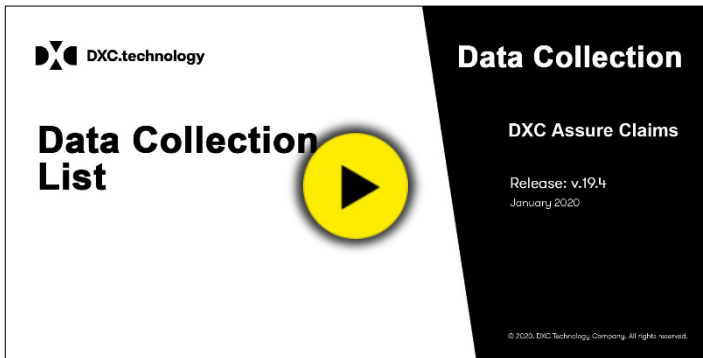 DXC.technology
Data Collection
List
Data Collection
DXC Assure Claims
Release: v.19.4
January 2020
© 2020. DXC Technology Company. All rights reserved.